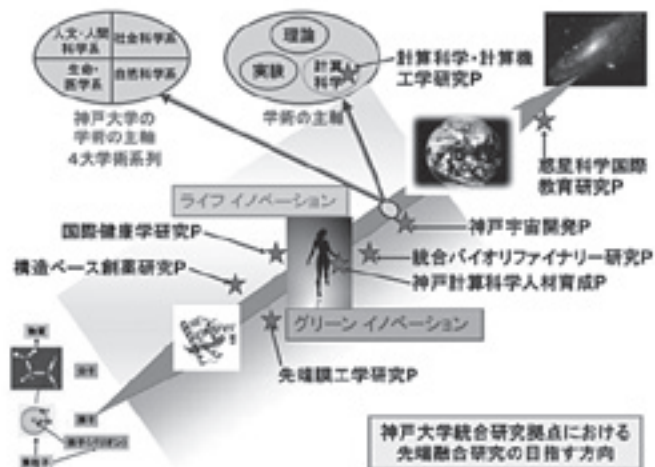 人文・人間
科学系
社会科学系
生命・
医学系
自然科学系
神戸大学の
学術の主軸
4大学術系列
理論
実験
計算
科学
学術の主軸
計算科学・計算機
工学研究P
惑星科学国際
教育研究P
ライフ イノベーション
神戸宇宙開発P
国際健康学研究P
統合バイオリファイナリー研究P
構造ベース創薬研究P
神戸計算科学人材育成P
グリーン イノベーション
先端膜工学研究P
神戸大学統合研究拠点における
先端融合研究の目指す方向